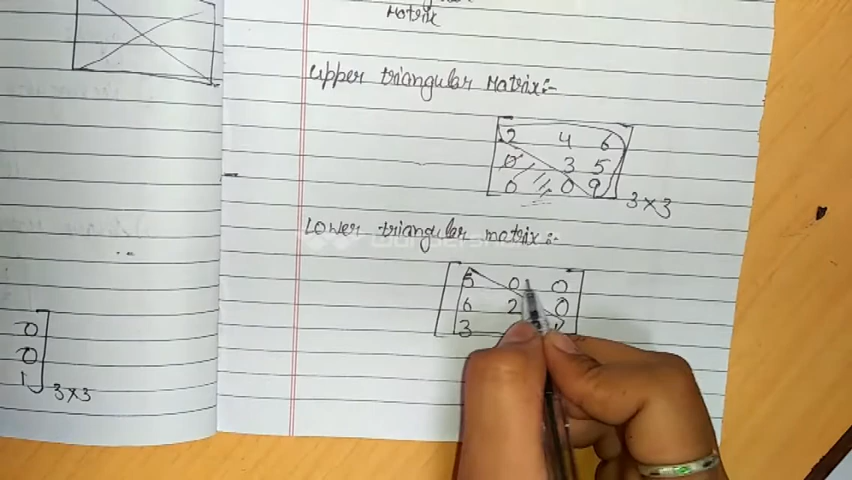 Matrix
Upper triangular Matrix:-
2 4 6
0 3 5
0 0 9
3×3
Lower triangular matrix:-
5 0 0
6 2 0
3
0
0
1
3×3